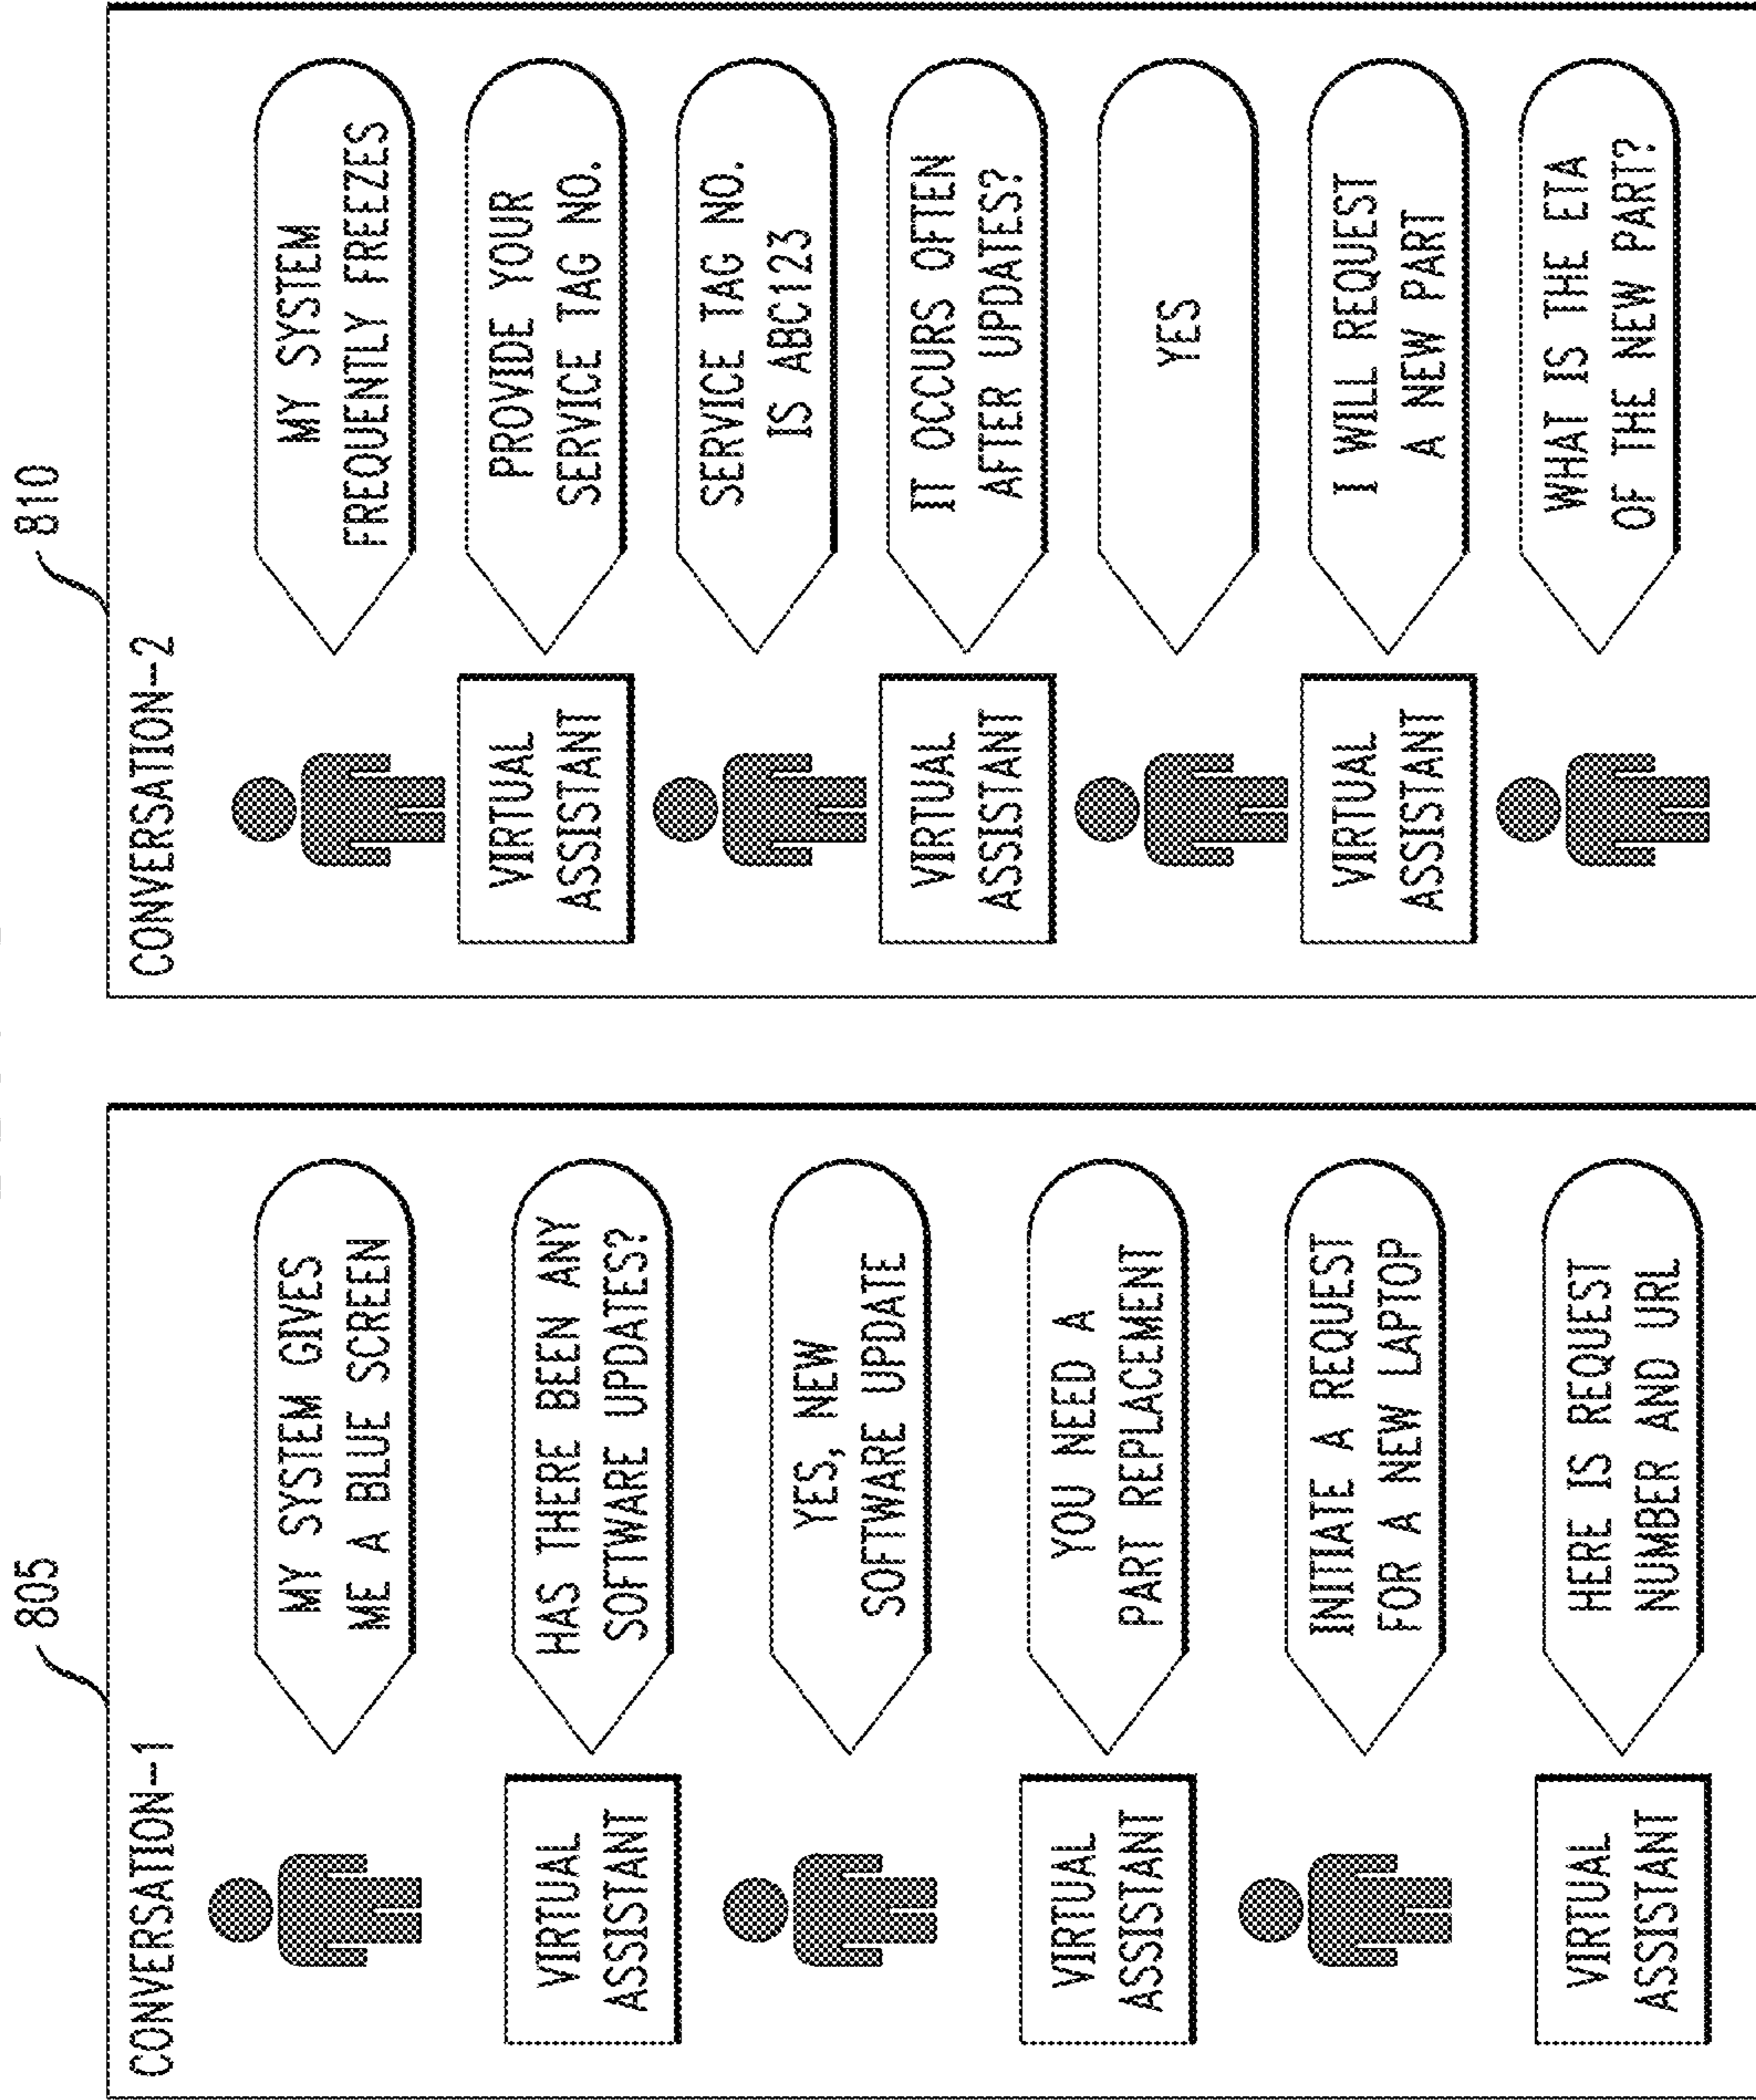 805
CONVERSATION-1
MY SYSTEM GIVES
ME A BLUE SCREEN
VIRTUAL
ASSISTANT
HAS THERE BEEN ANY
SOFTWARE UPDATES?
YES, NEW
SOFTWARE UPDATE
VIRTUAL
ASSISTANT
YOU NEED A
PART REPLACEMENT
INITIATE A REQUEST
FOR A NEW LAPTOP
VIRTUAL
ASSISTANT
HERE IS REQUEST
NUMBER AND URL
810
CONVERSATION-2
MY SYSTEM
FREQUENTLY FREEZES
VIRTUAL
ASSISTANT
PROVIDE YOUR
SERVICE TAG NO.
SERVICE TAG NO.
IS ABC123
VIRTUAL
ASSISTANT
IT OCCURS OFTEN
AFTER UPDATES?
YES
VIRTUAL
ASSISTANT
I WILL REQUEST
A NEW PART
WHAT IS THE ETA
OF THE NEW PART?